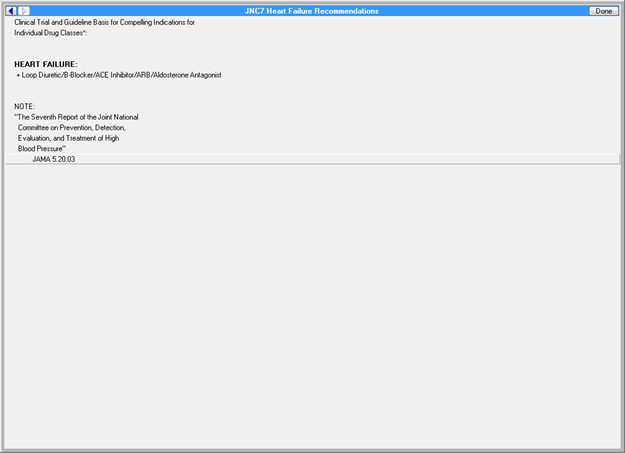 JNC7 Heart Failure Recommendations
Done
Clinical Trial and Guideline Basis for Compelling Indications for
Individual Drug Classes*:
HEART FAILURE:
+ Loop Diuretic/B-Blocker/ACE Inhibitor/ARB/Aldosterone Antagonist
NOTE:
"The Seventh Report of the Joint National
Committee on Prevention, Detection,
Evaluation, and Treatment of High
Blood Pressure"
JAMA 5.20.03